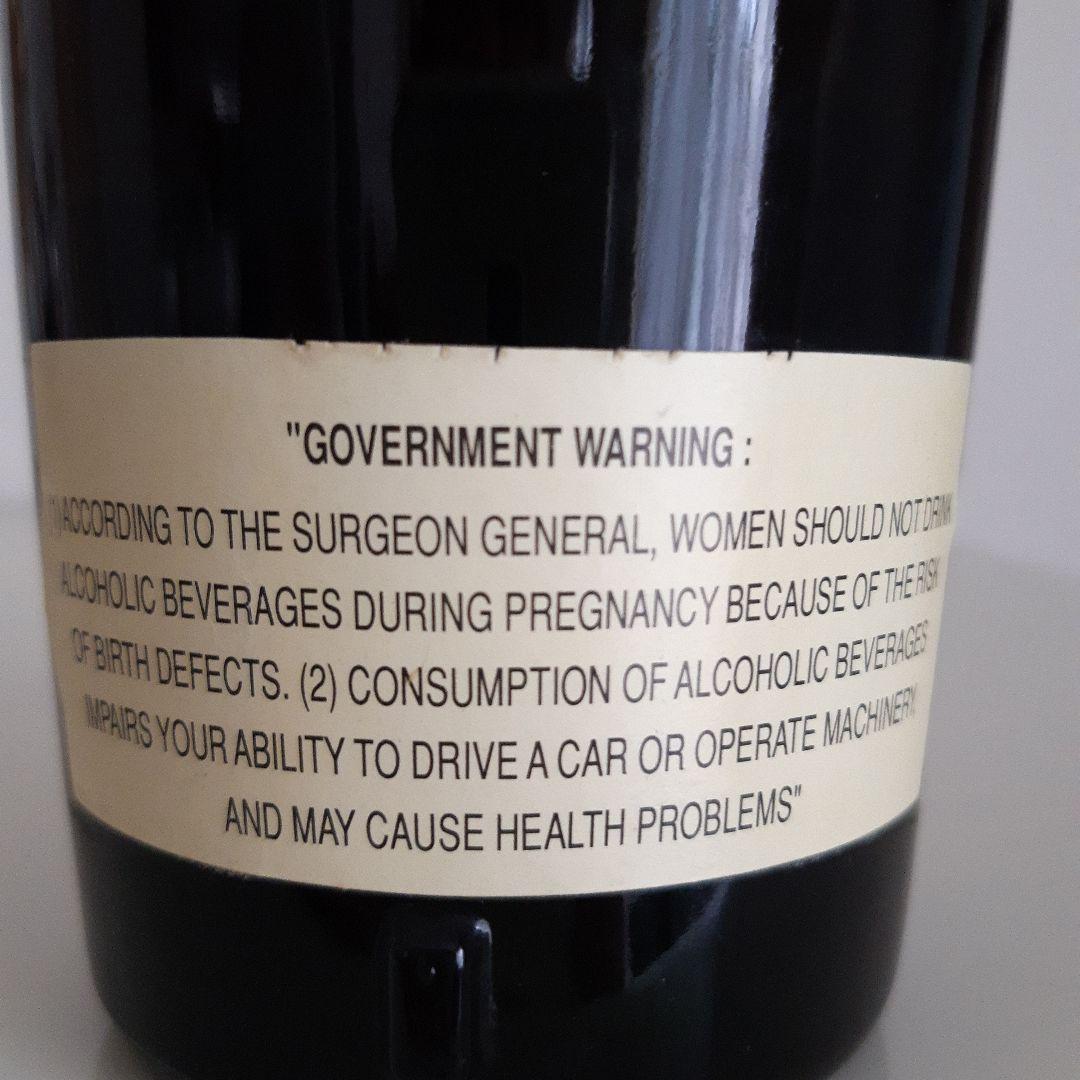 "GOVERNMENT WARNING :
(1) ACCORDING TO THE SURGEON GENERAL, WOMEN SHOULD NOT DRINK
ALCOHOLIC BEVERAGES DURING PREGNANCY BECAUSE OF THE RISK
OF BIRTH DEFECTS. (2) CONSUMPTION OF ALCOHOLIC BEVERAGES
IMPAIRS YOUR ABILITY TO DRIVE A CAR OR OPERATE MACHINERY,
AND MAY CAUSE HEALTH PROBLEMS"